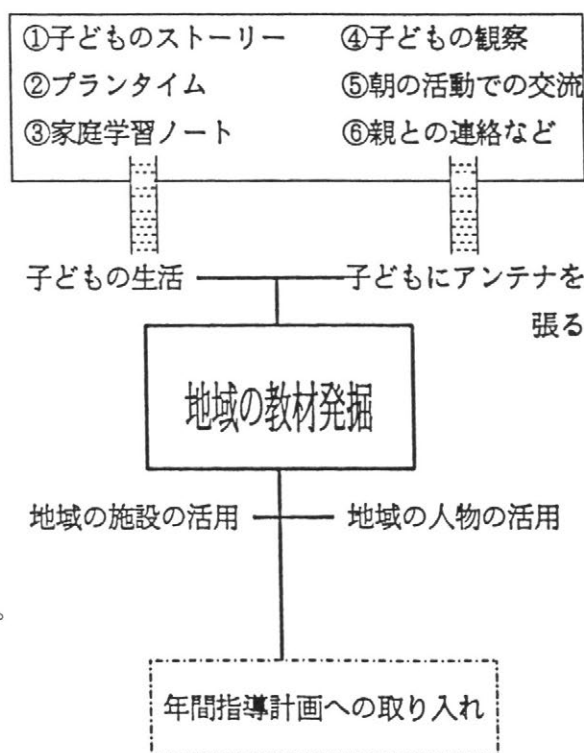 ①子どものストーリー
②プランタイム
③家庭学習ノート
④子どもの観察
⑤朝の活動での交流
⑥親との連絡など
子どもの生活
子どもにアンテナを
張る
地域の教材発掘
地域の施設の活用
地域の人物の活用
。
年間指導計画への取り入れ